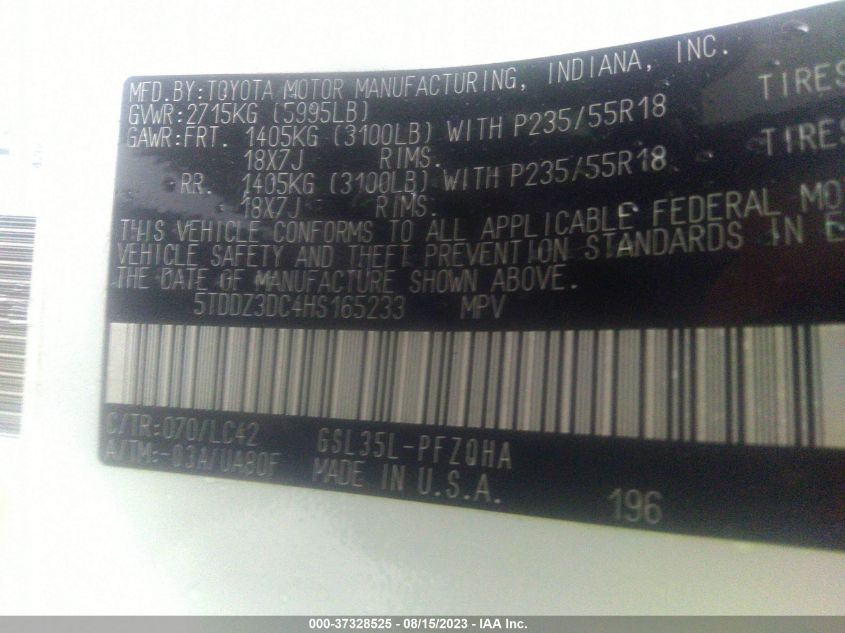 MFD.BY:TOYOTA MOTOR MANUFACTURING, INDIANA, INC.
GVWR:2715KG (5995LB)
GAWR:FRT. 1405KG (3100LB) WITH P235/55R18 TIRES
18X7J RIMS.
RR. 1405KG (3100LB) WITH P235/55R18 TIRES
18X7J RIMS.
THIS VEHICLE CONFORMS TO ALL APPLICABLE FEDERAL MO
VEHICLE SAFETY AND THEFT PREVENTION STANDARDS IN E
THE DATE OF MANUFACTURE SHOWN ABOVE.
5TDDZ3DC4HS165233 MPV
C/TR:070/LC42 GSL35L-PFZQHA
A/TM:-03A/UA80F MADE IN U.S.A. 196
000-37328525 - 08/15/2023 - IAA Inc.